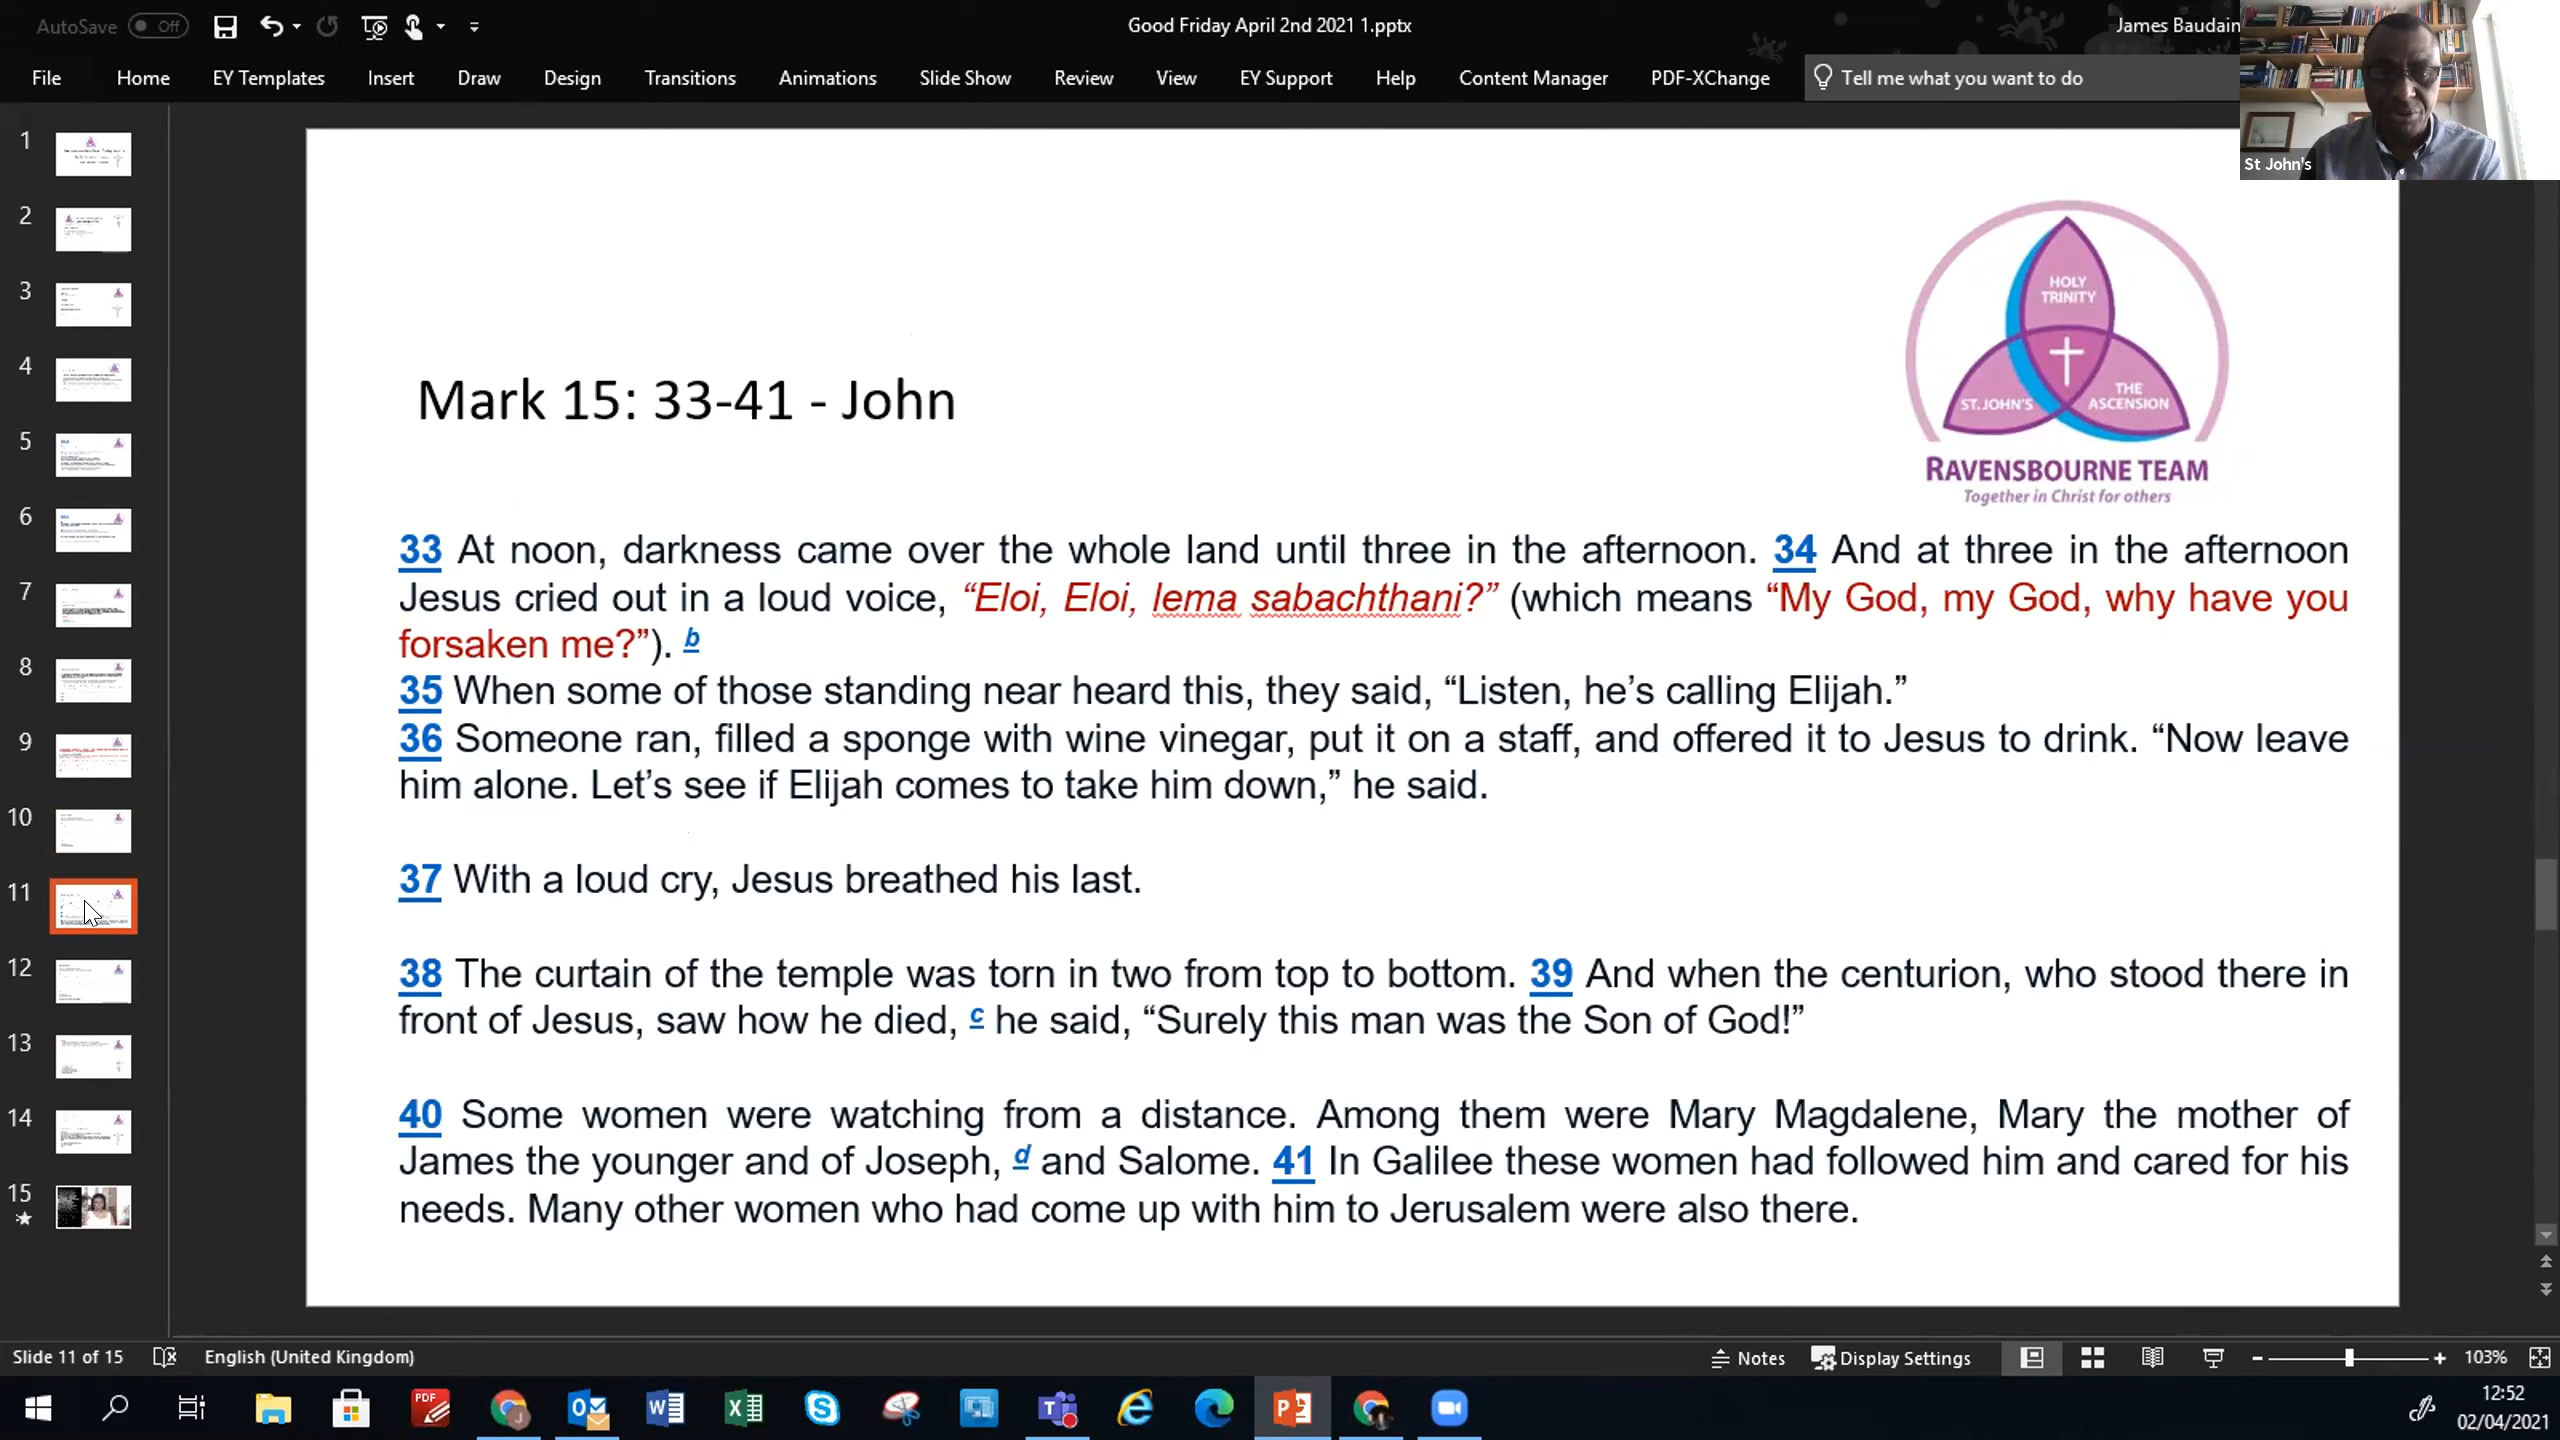 AutoSave Off
Good Friday April 2nd 2021 1.pptx
James Baudain
File Home EY Templates Insert Draw Design Transitions Animations Slide Show Review View EY Support Help Content Manager PDF-XChange Tell me what you want to do
St John's
1
2
3
4
5
6
7
8
9
10
11
12
13
14
15
HOLY
TRINITY
ST. JOHN'S
THE
ASCENSION
RAVENSBOURNE TEAM
Together in Christ for others
Mark 15: 33-41 - John
33 At noon, darkness came over the whole land until three in the afternoon. 34 And at three in the afternoon
Jesus cried out in a loud voice, “Eloi, Eloi, lema sabachthani?” (which means “My God, my God, why have you
forsaken me?”). b
35 When some of those standing near heard this, they said, “Listen, he’s calling Elijah.”
36 Someone ran, filled a sponge with wine vinegar, put it on a staff, and offered it to Jesus to drink. “Now leave
him alone. Let’s see if Elijah comes to take him down,” he said.
37 With a loud cry, Jesus breathed his last.
38 The curtain of the temple was torn in two from top to bottom. 39 And when the centurion, who stood there in
front of Jesus, saw how he died, c he said, “Surely this man was the Son of God!”
40 Some women were watching from a distance. Among them were Mary Magdalene, Mary the mother of
James the younger and of Joseph, d and Salome. 41 In Galilee these women had followed him and cared for his
needs. Many other women who had come up with him to Jerusalem were also there.
Slide 11 of 15 English (United Kingdom) Notes Display Settings 103%
PDF
12:52
02/04/2021